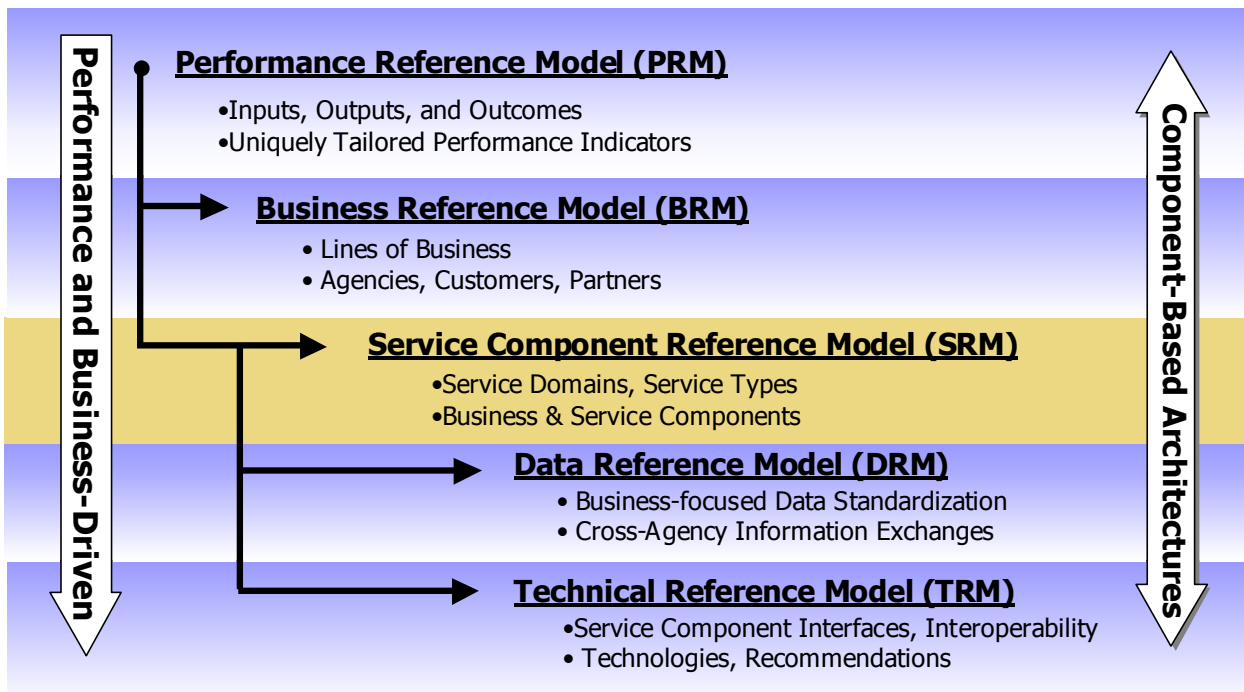 Performance and Business-Driven
Performance Reference Model (PRM)
•Inputs, Outputs, and Outcomes
•Uniquely Tailored Performance Indicators
Business Reference Model (BRM)
• Lines of Business
• Agencies, Customers, Partners
Service Component Reference Model (SRM)
•Service Domains, Service Types
•Business & Service Components
Data Reference Model (DRM)
• Business-focused Data Standardization
• Cross-Agency Information Exchanges
Technical Reference Model (TRM)
•Service Component Interfaces, Interoperability
• Technologies, Recommendations
Component-Based Architectures